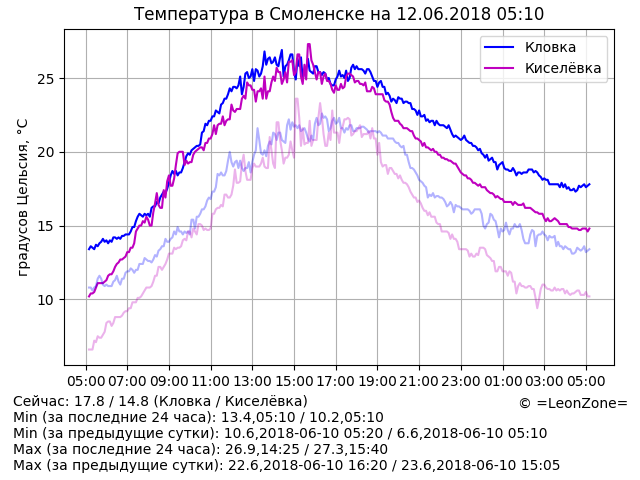 Температура в Смоленске на 12.06.2018 05:10
Кловка
Киселёвка
градусов Цельсия, °C
25
20
15
10
05:00 07:00 09:00 11:00 13:00 15:00 17:00 19:00 21:00 23:00 01:00 03:00 05:00
Сейчас: 17.8 / 14.8 (Кловка / Киселёвка)
© =LeonZone=
Min (за последние 24 часа): 13.4,05:10 / 10.2,05:10
Min (за предыдущие сутки): 10.6,2018-06-10 05:20 / 6.6,2018-06-10 05:10
Max (за последние 24 часа): 26.9,14:25 / 27.3,15:40
Max (за предыдущие сутки): 22.6,2018-06-10 16:20 / 23.6,2018-06-10 15:05